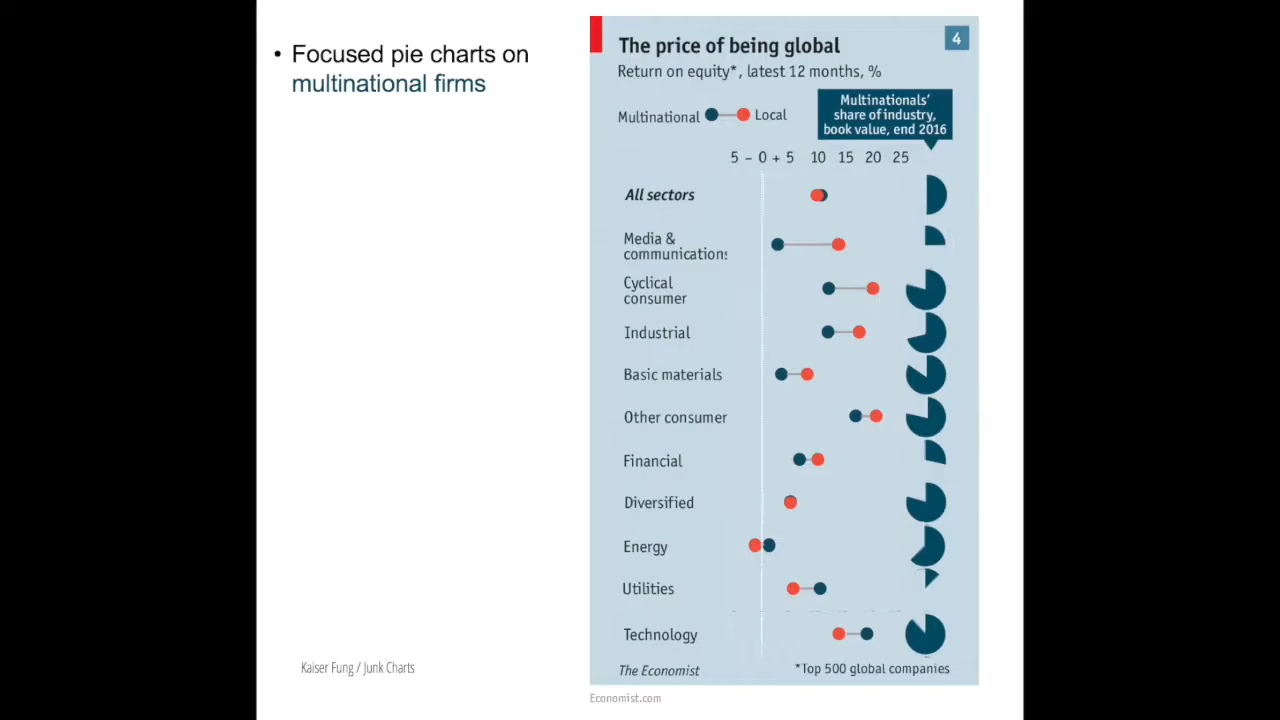 • Focused pie charts on
multinational firms
The price of being global
4
Return on equity*, latest 12 months, %
Multinational
Local
Multinationals'
share of industry,
book value, end 2016
5 – 0 + 5 10 15 20 25
All sectors
Media &
communications
Cyclical
consumer
Industrial
Basic materials
Other consumer
Financial
Diversified
Energy
Utilities
Technology
The Economist
*Top 500 global companies
Economist.com
Kaiser Fung / Junk Charts